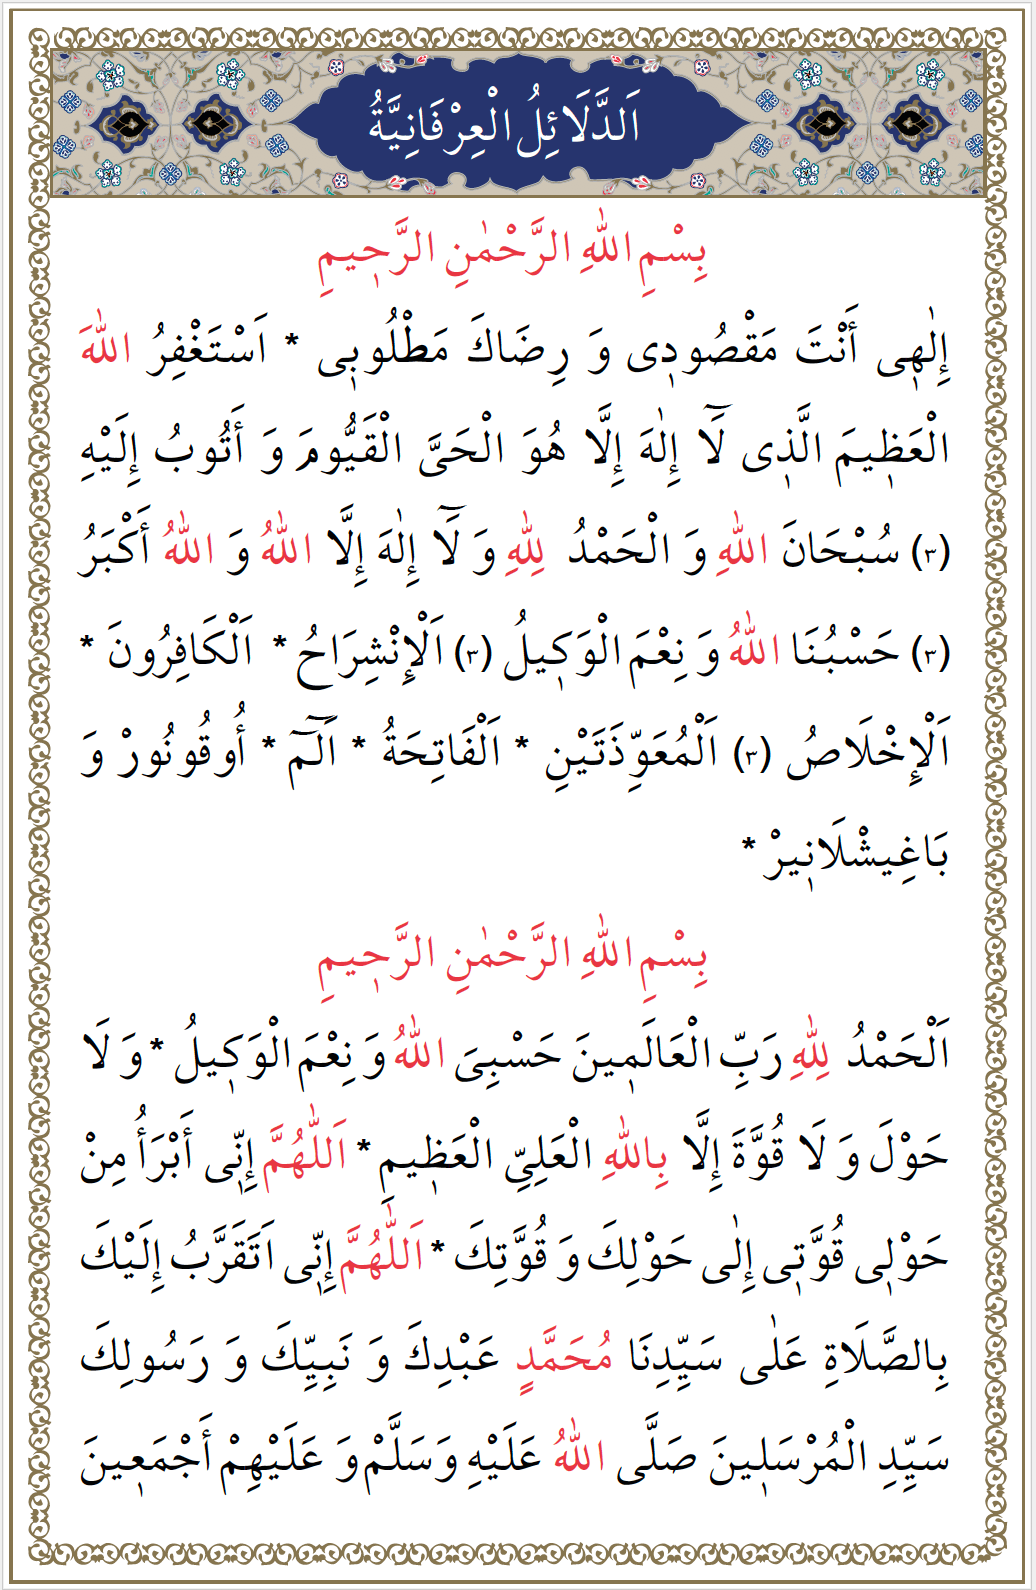 اَلدَّلَائِلُ الْعِرْفَانِيَّةُ
بِسْمِ اللّٰهِ الرَّحْمٰنِ الرَّحٖيمِ
إِلٰهٖى أَنْتَ مَقْصُودٖى وَ رِضَاكَ مَطْلُوبٖى * اَسْتَغْفِرُ اللّٰهَ
الْعَظٖيمَ الَّذٖى لَٓا إِلٰهَ إِلَّا هُوَ الْحَىَّ الْقَيُّومَ وَ أَتُوبُ إِلَيْهِ
(٣) سُبْحَانَ اللّٰهِ وَ الْحَمْدُ لِلّٰهِ وَ لَٓا إِلٰهَ إِلَّا اللّٰهُ وَ اللّٰهُ أَكْبَرُ
(٣) حَسْبُنَا اللّٰهُ وَ نِعْمَ الْوَكٖيلُ (٣) اَلْإِنْشِرَاحُ * اَلْكَافِرُونَ *
اَلْإِخْلَاصُ (٣) اَلْمُعَوِّذَتَيْنِ * اَلْفَاتِحَةُ * اَلٓمٓ * أُوقُونُورْ وَ
بَاغِيشْلَانٖيرْ *
بِسْمِ اللّٰهِ الرَّحْمٰنِ الرَّحٖيمِ
اَلْحَمْدُ لِلّٰهِ رَبِّ الْعَالَمٖينَ حَسْبِىَ اللّٰهُ وَ نِعْمَ الْوَكٖيلُ * وَ لَا
حَوْلَ وَ لَا قُوَّةَ إِلَّا بِاللّٰهِ الْعَلِىِّ الْعَظٖيمِ * اَللّٰهُمَّ إِنّٖى أَبْرَأُ مِنْ
حَوْلٖى قُوَّتٖى إِلٰى حَوْلِكَ وَ قُوَّتِكَ * اَللّٰهُمَّ إِنّٖى اَتَقَرَّبُ إِلَيْكَ
بِالصَّلَاةِ عَلٰى سَيِّدِنَا مُحَمَّدٍ عَبْدِكَ وَ نَبِيِّكَ وَ رَسُولِكَ
سَيِّدِ الْمُرْسَلٖينَ صَلَّى اللّٰهُ عَلَيْهِ وَسَلَّمْ وَ عَلَيْهِمْ أَجْمَعٖينَ